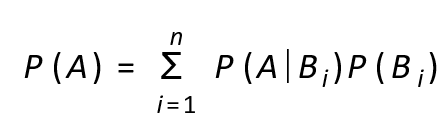 P(A) = Σ_{i=1}^{n} P(A|B_i)P(B_i)